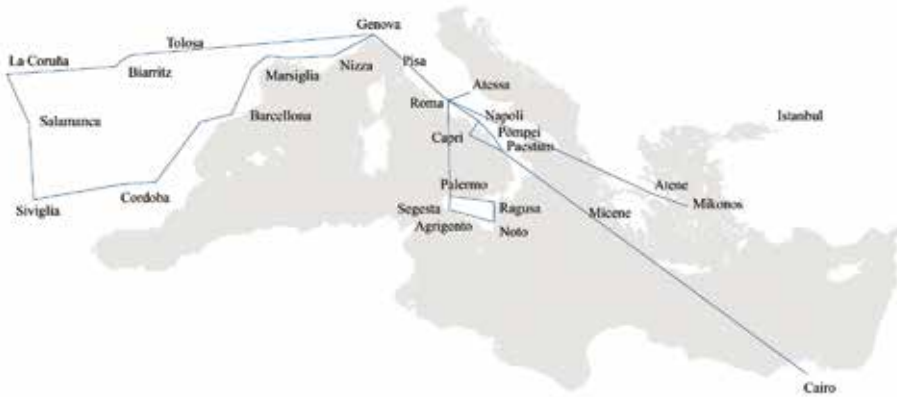 Genova
Tolosa
La Coruña
Biarritz
Marsiglia
Nizza
Pisa
Atessa
Roma
Napoli
Salamanca
Barcellona
Capri
Pompei
Paestum
Istanbul
Siviglia
Cordoba
Palermo
Atene
Mikonos
Segesta
Ragusa
Micene
Agrigento
Noto
Cairo